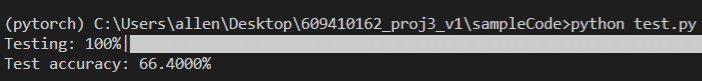 (pytorch) C:\Users\allen\Desktop\609410162_proj3_v1\sampleCode>python test.py
Testing: 100%|
Test accuracy: 66.4000%